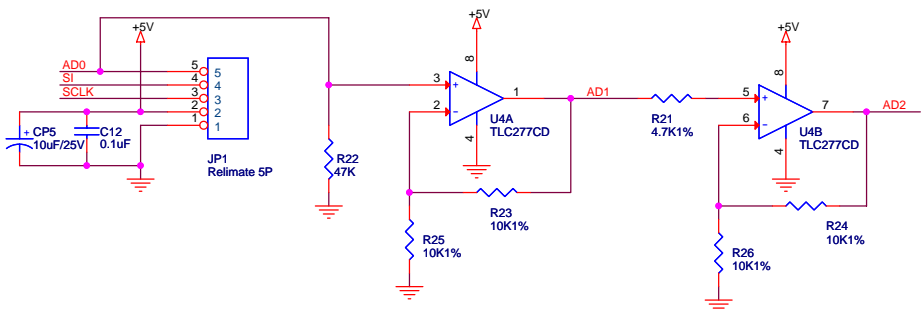 +5V
AD0
SI
SCLK
5
4
3
2
1
5
4
3
2
1
+
CP5
10uF/25V
C12
0.1uF
JP1
Relimate 5P
R22
47K
+5V
8
3
+
2
−
1
4
U4A
TLC277CD
AD1
R23
10K1%
R25
10K1%
R21
4.7K1%
+5V
8
5
+
6
−
7
4
U4B
TLC277CD
AD2
R24
10K1%
R26
10K1%